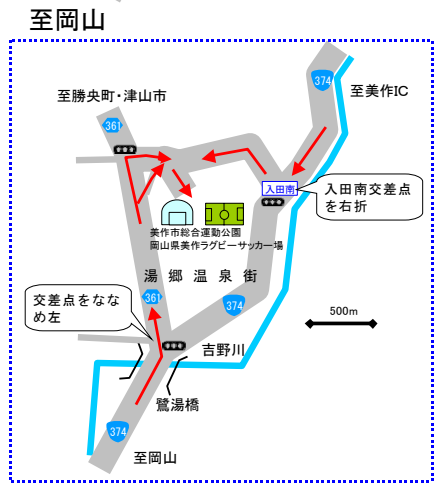 至岡山
374
至美作IC
至勝央町・津山市
361
入田南
入田南交差点
を右折
美作市総合運動公園
岡山県美作ラグビーサッカー場
湯郷温泉街
交差点をなな
め左
361
374
500m
吉野川
鷺湯橋
374
至岡山